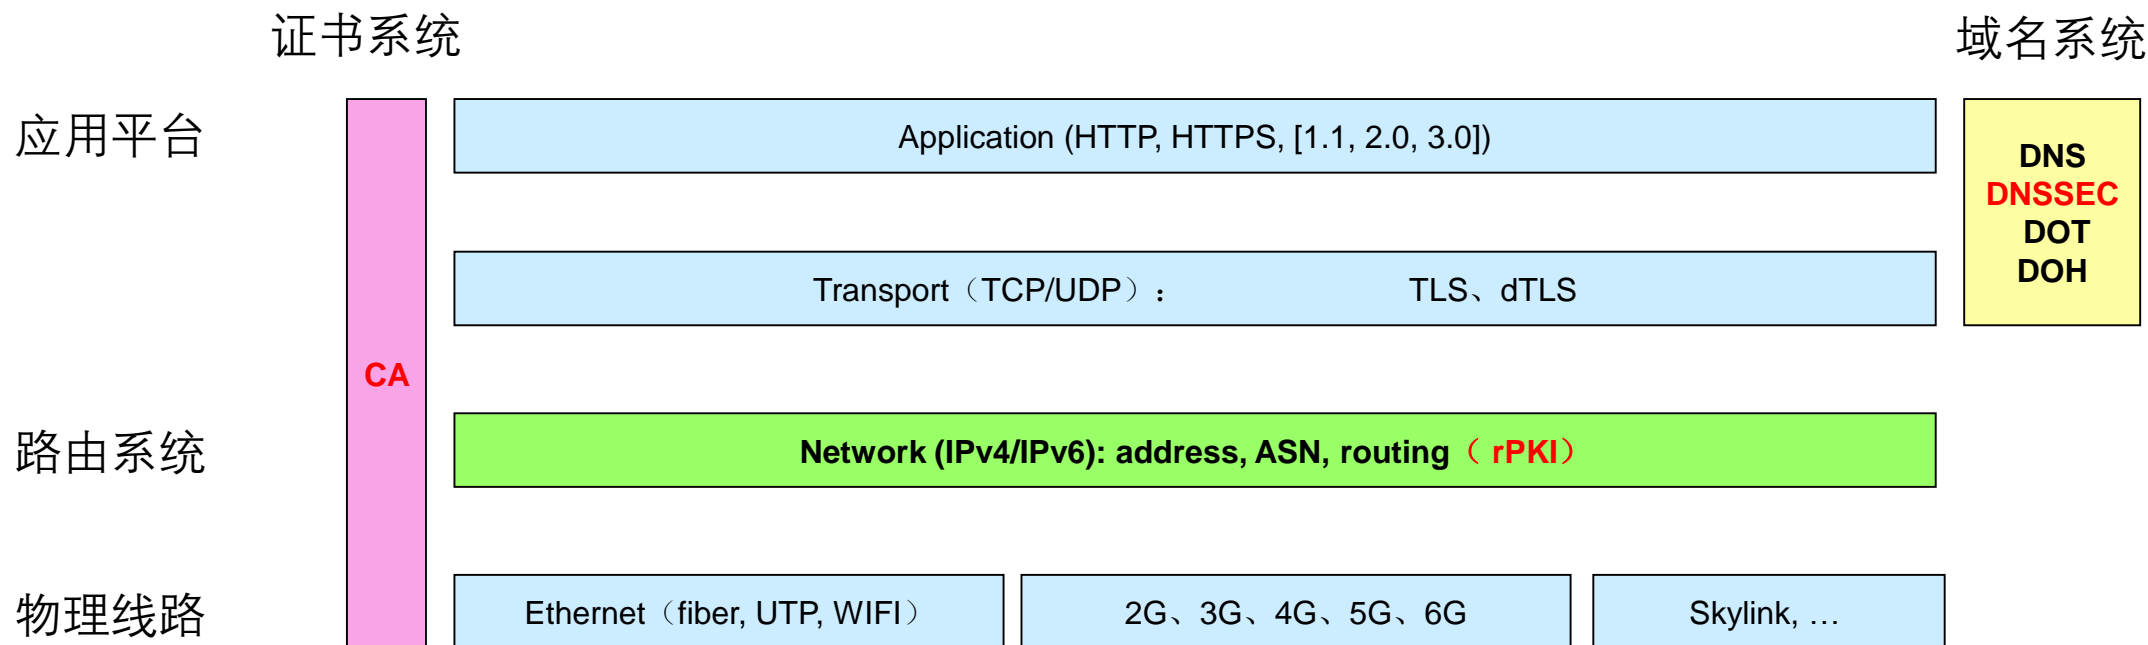 证书系统
域名系统
应用平台
Application (HTTP, HTTPS, [1.1, 2.0, 3.0])
DNS
DNSSEC
DOT
DOH
Transport（TCP/UDP）： TLS、dTLS
CA
路由系统
Network (IPv4/IPv6): address, ASN, routing（ rPKI）
物理线路
Ethernet（fiber, UTP, WIFI）
2G、3G、4G、5G、6G
Skylink, …